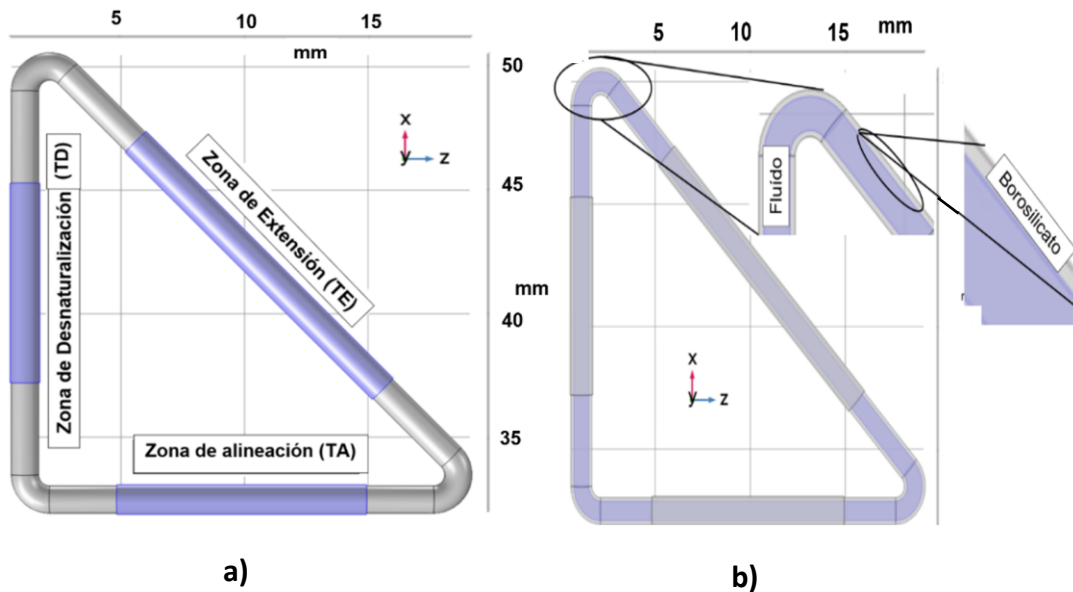 5 10 15
mm
50
45
mm
40
35
x
y z
Zona de Desnaturalización (TD)
Zona de Extensión (TE)
Zona de alineación (TA)
a)
5 10 15 mm
Fluído
Borosilicato
x
y z
b)